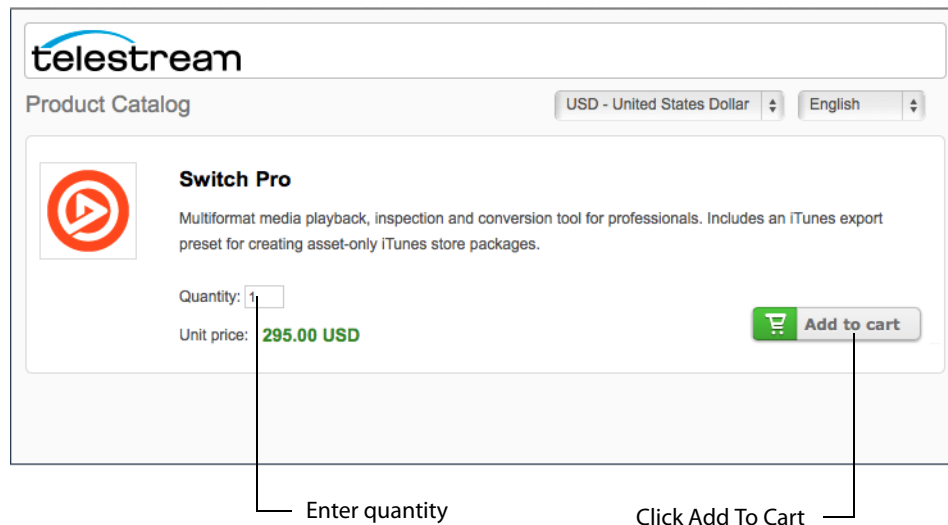 telestream
Product Catalog
USD - United States Dollar
English
Switch Pro
Multiformat media playback, inspection and conversion tool for professionals. Includes an iTunes export
preset for creating asset-only iTunes store packages.
Quantity: 1
Unit price: 295.00 USD
Add to cart
Enter quantity
Click Add To Cart